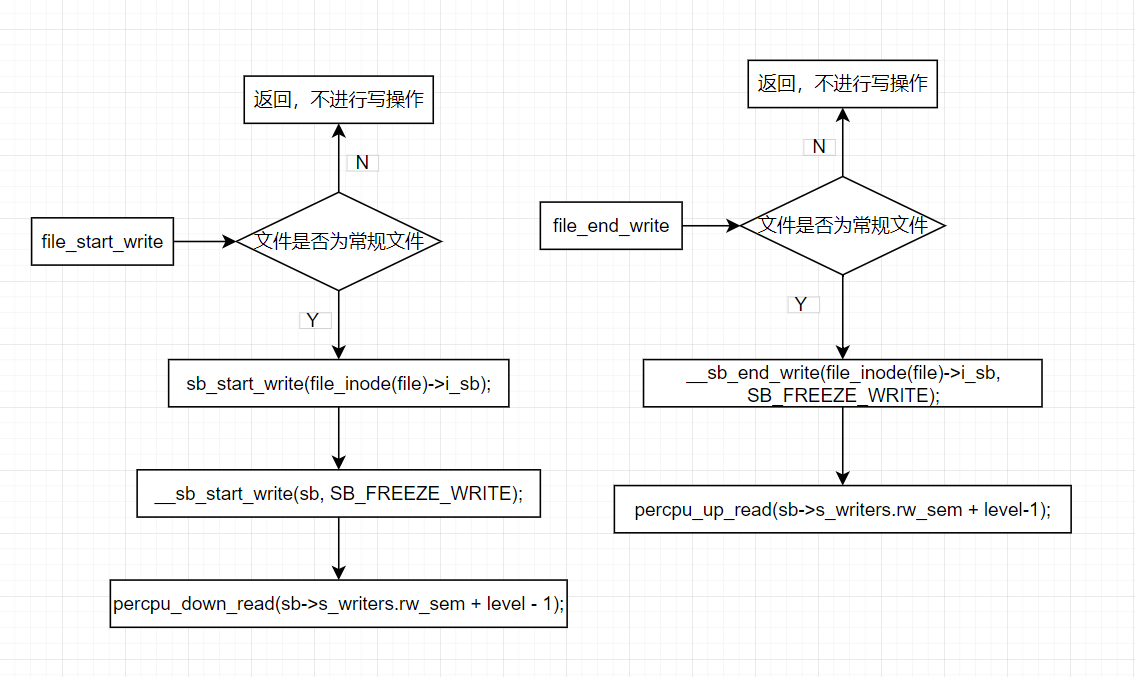 返回，不进行写操作
N
file_start_write
文件是否为常规文件
Y
sb_start_write(file_inode(file)->i_sb);
__sb_start_write(sb, SB_FREEZE_WRITE);
percpu_down_read(sb->s_writers.rw_sem + level - 1);
返回，不进行写操作
N
file_end_write
文件是否为常规文件
Y
__sb_end_write(file_inode(file)->i_sb,
SB_FREEZE_WRITE);
percpu_up_read(sb->s_writers.rw_sem + level-1);